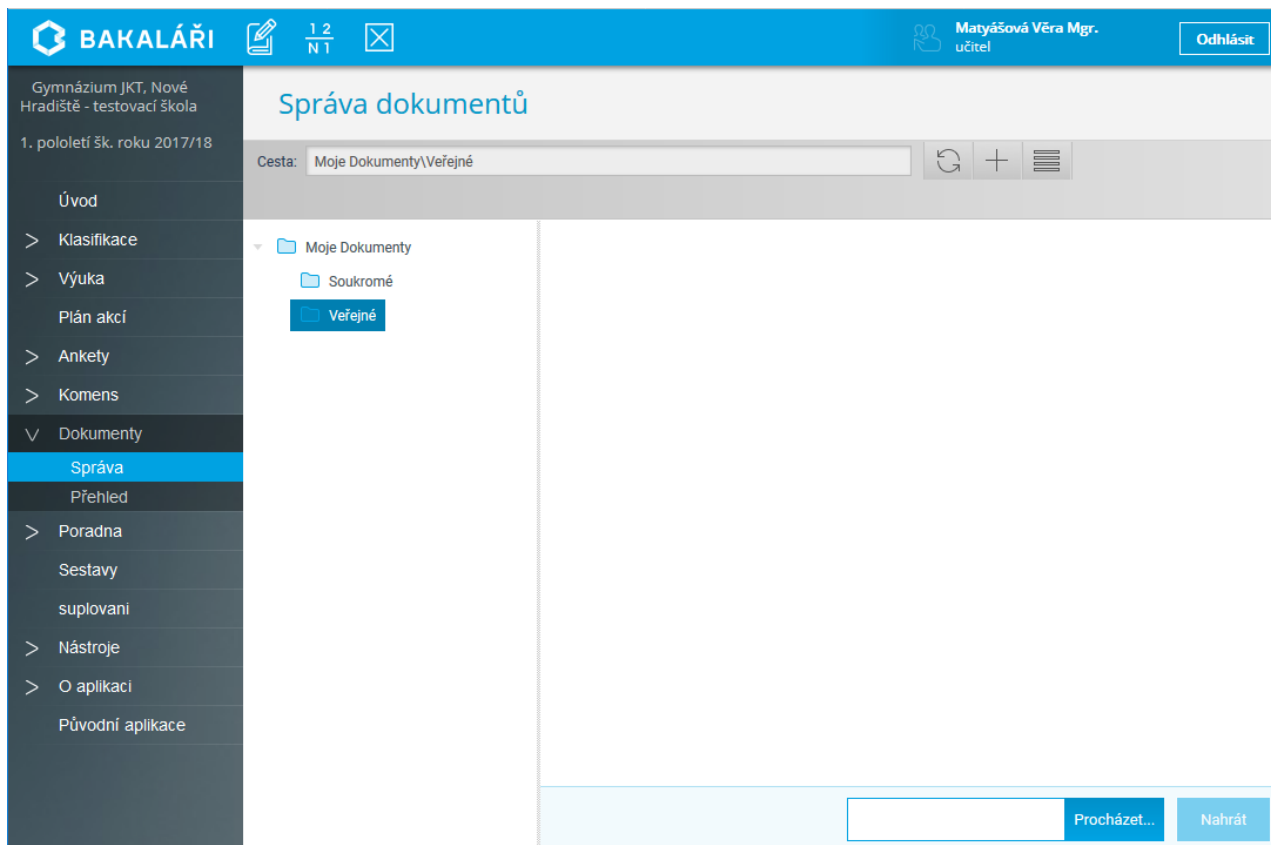 BAKALÁŘI
1 2
N 1
Matyášová Věra Mgr.
učitel
Odhlásit
Gymnázium JKT, Nové
Hradiště - testovací škola
1. pololetí šk. roku 2017/18
Správa dokumentů
Cesta: Moje Dokumenty\Veřejné
Úvod
> Klasifikace
> Výuka
Plán akcí
> Ankety
> Komens
Dokumenty
Správa
Přehled
> Poradna
Sestavy
suplovani
> Nástroje
> O aplikaci
Původní aplikace
Moje Dokumenty
Soukromé
Veřejné
Procházet...
Nahrát